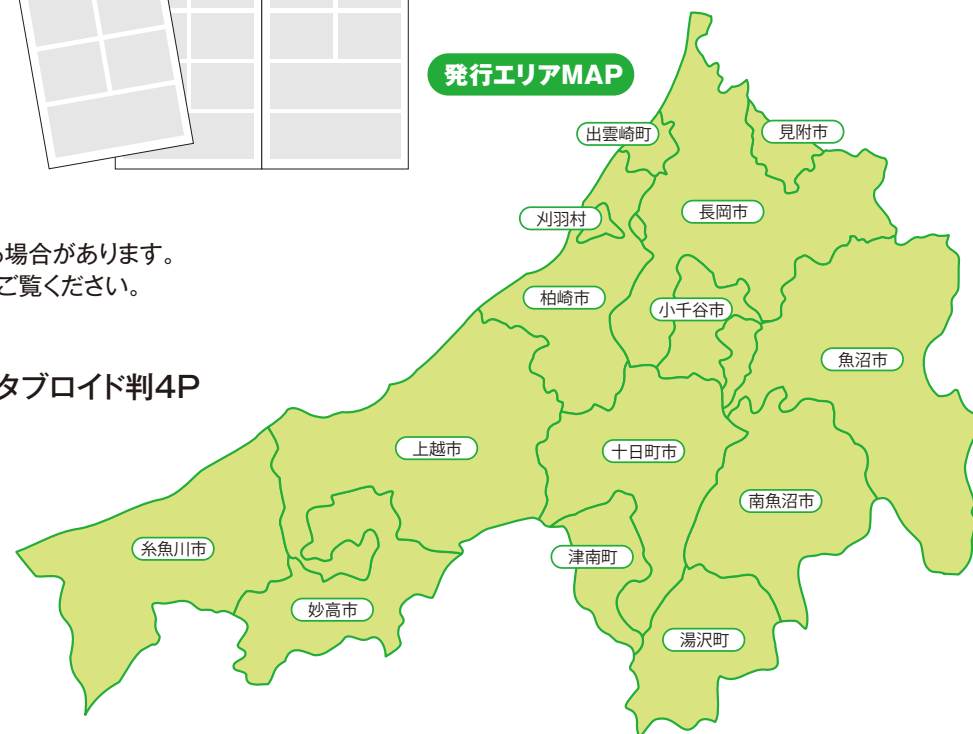 発行エリアMAP
出雲崎町
見附市
刈羽村
長岡市
場合があります。
ご覧ください。
柏崎市
小千谷市
魚沼市
タブロイド判4P
上越市
十日町市
南魚沼市
糸魚川市
津南町
妙高市
湯沢町